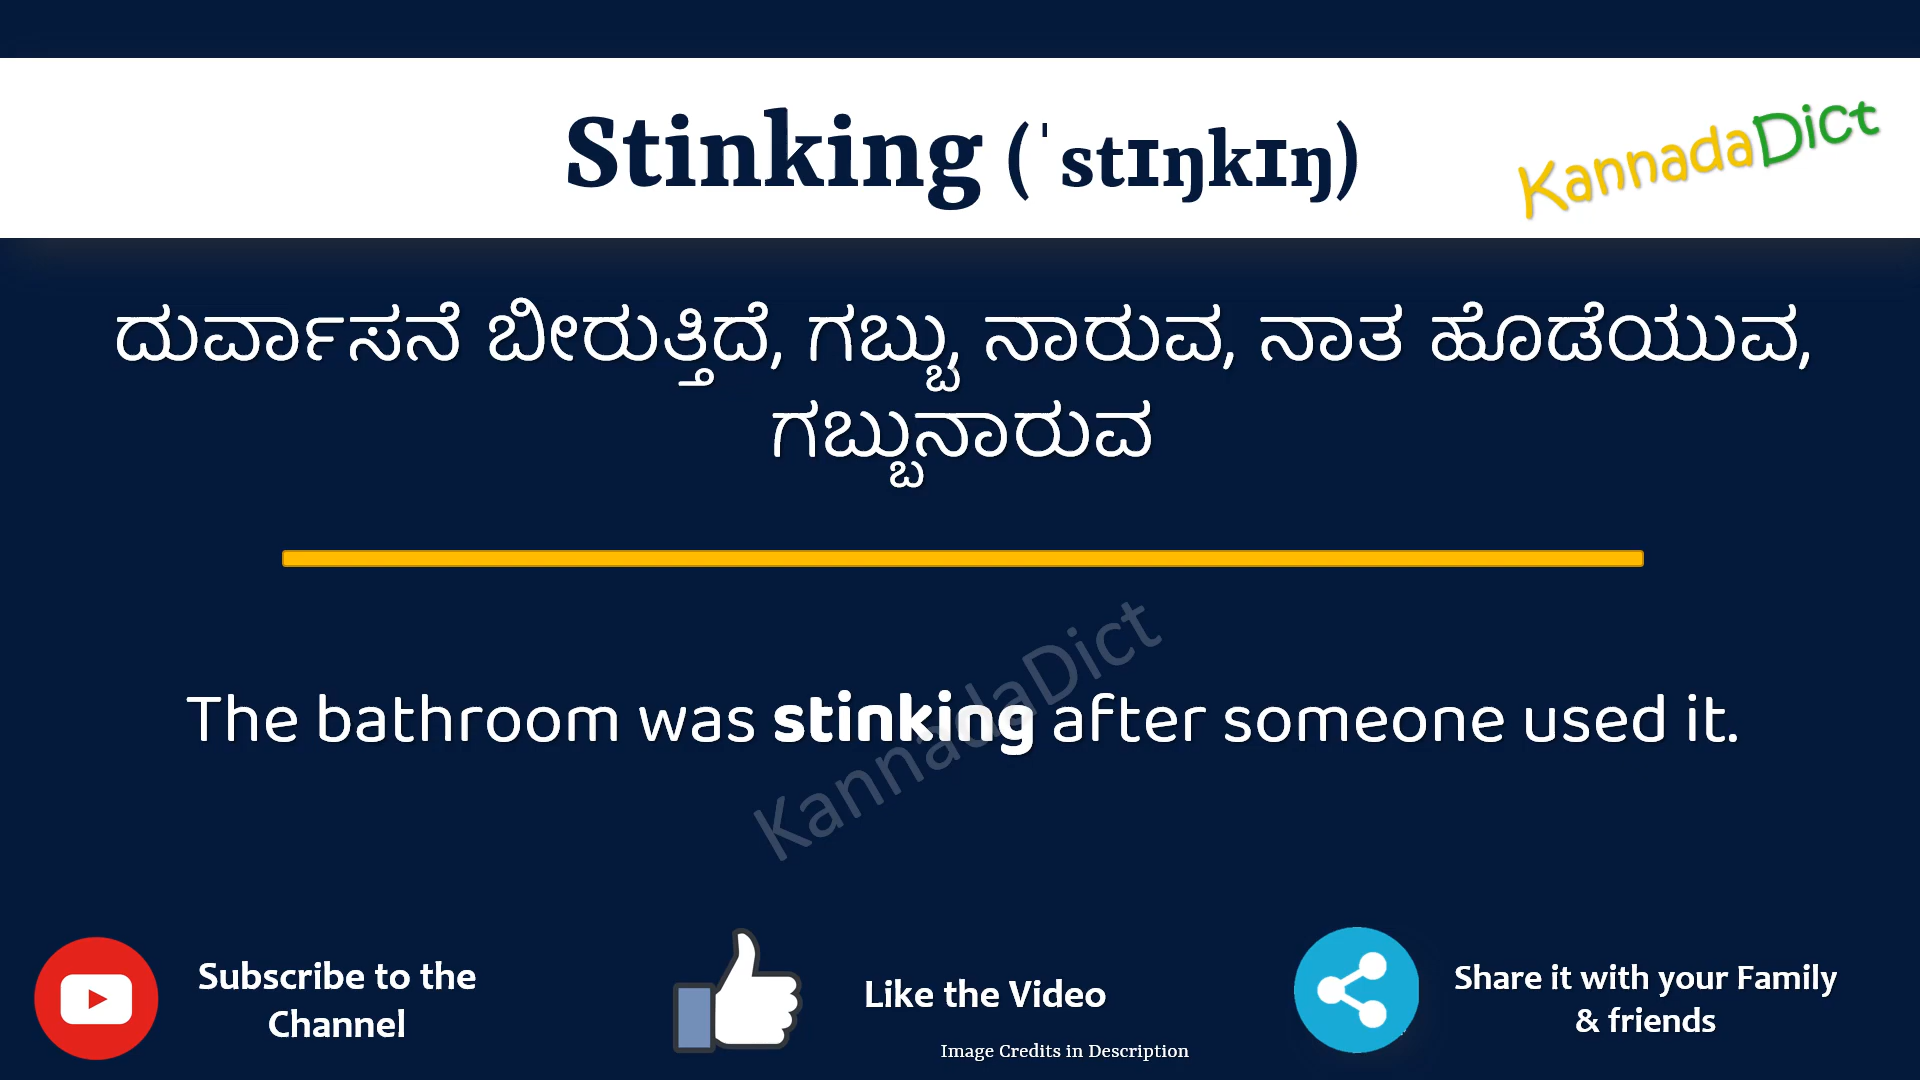 Stinking (ˈstɪŋkɪŋ)
KannadaDict
ದುರ್ವಾಸನೆ ಬೀರುತ್ತಿದೆ, ಗಬ್ಬು ನಾರುವ, ನಾತ ಹೊಡೆಯುವ,
ಗಬ್ಬುನಾರುವ
KannadaDict
The bathroom was stinking after someone used it.
Subscribe to the
Channel
Like the Video
Share it with your Family
& friends
Image Credits in Description